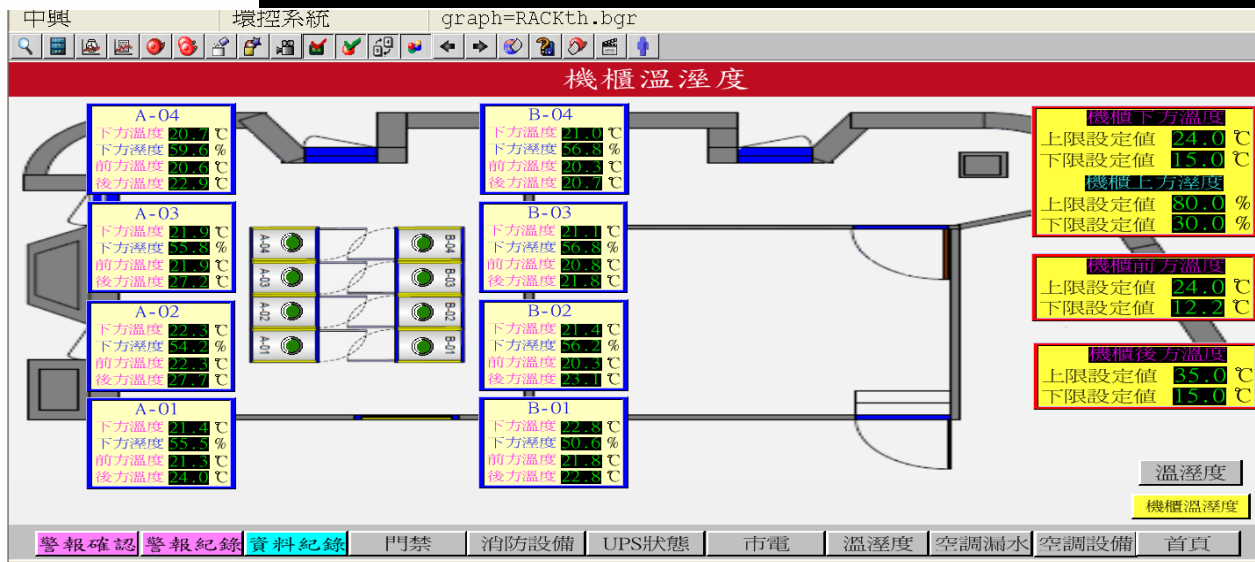 中興 環控系統 graph=RACKth.bgr
機櫃溫溼度
A-04
下方溫度 20.7 ℃
下方溼度 59.6 %
前方溫度 20.6 ℃
後方溫度 22.9 ℃
A-03
下方溫度 21.9 ℃
下方溼度 55.8 %
前方溫度 21.9 ℃
後方溫度 27.2 ℃
A-02
下方溫度 22.3 ℃
下方溼度 54.2 %
前方溫度 22.3 ℃
後方溫度 27.7 ℃
A-01
下方溫度 21.4 ℃
下方溼度 55.5 %
前方溫度 21.3 ℃
後方溫度 24.0 ℃
A-04
A-03
A-02
A-01
B-04
B-03
B-02
B-01
B-04
下方溫度 21.0 ℃
下方溼度 56.8 %
前方溫度 20.3 ℃
後方溫度 20.7 ℃
B-03
下方溫度 21.1 ℃
下方溼度 56.8 %
前方溫度 20.8 ℃
後方溫度 21.8 ℃
B-02
下方溫度 21.4 ℃
下方溼度 56.2 %
前方溫度 20.3 ℃
後方溫度 23.1 ℃
B-01
下方溫度 22.8 ℃
下方溼度 50.6 %
前方溫度 21.8 ℃
後方溫度 22.8 ℃
機櫃下方溫度
上限設定值 24.0 ℃
下限設定值 15.0 ℃
機櫃上方溼度
上限設定值 80.0 %
下限設定值 30.0 %
機櫃前方溫度
上限設定值 24.0 ℃
下限設定值 12.2 ℃
機櫃後方溫度
上限設定值 35.0 ℃
下限設定值 15.0 ℃
溫溼度
機櫃溫溼度
警報確認 警報紀錄 資料紀錄 門禁 消防設備 UPS狀態 市電 溫溼度 空調漏水 空調設備 首頁